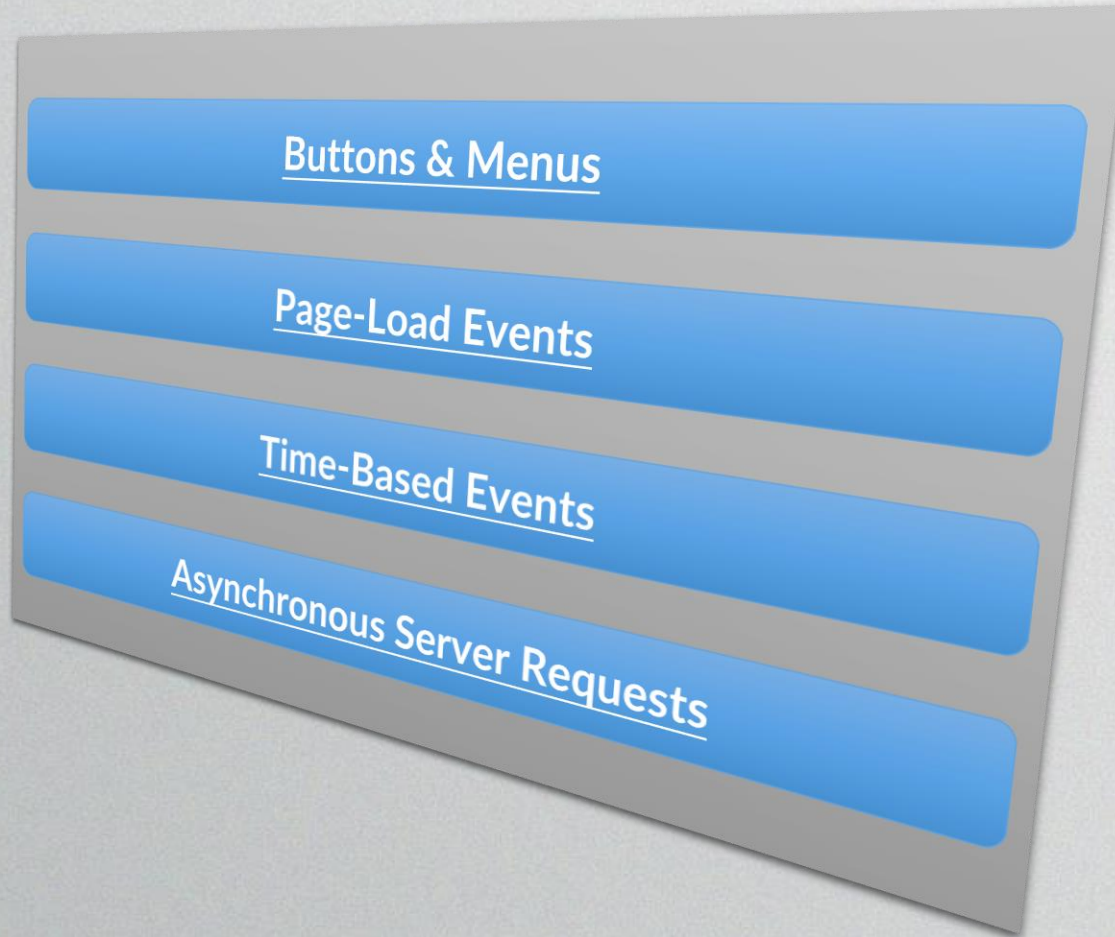 Buttons & Menus
Page-Load Events
Time-Based Events
Asynchronous Server Requests